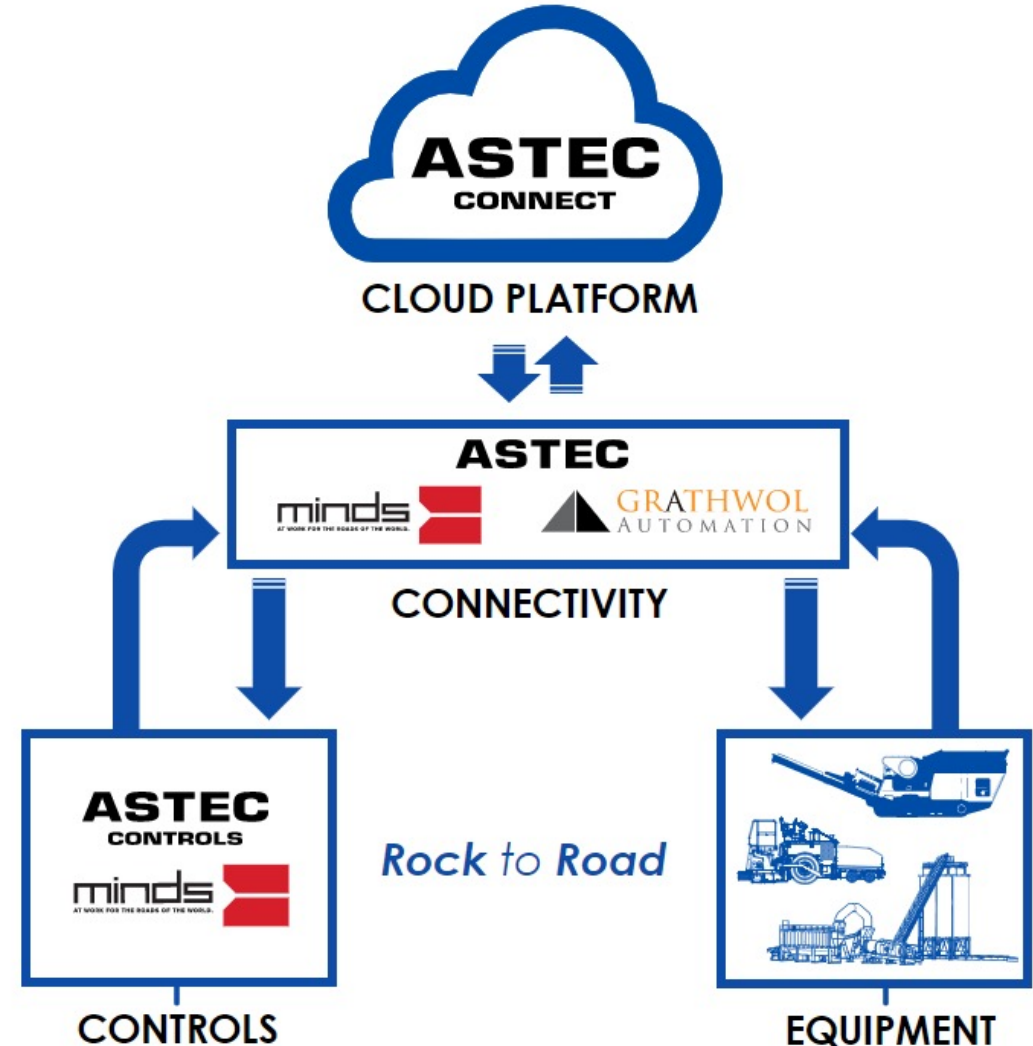 ASTEC
CONNECT
CLOUD PLATFORM
ASTEC
minds
AT WORK FOR THE ROADS OF THE WORLD.
GRATHWOL
AUTOMATION
CONNECTIVITY
ASTEC
CONTROLS
minds
AT WORK FOR THE ROADS OF THE WORLD.
Rock to Road
CONTROLS
EQUIPMENT